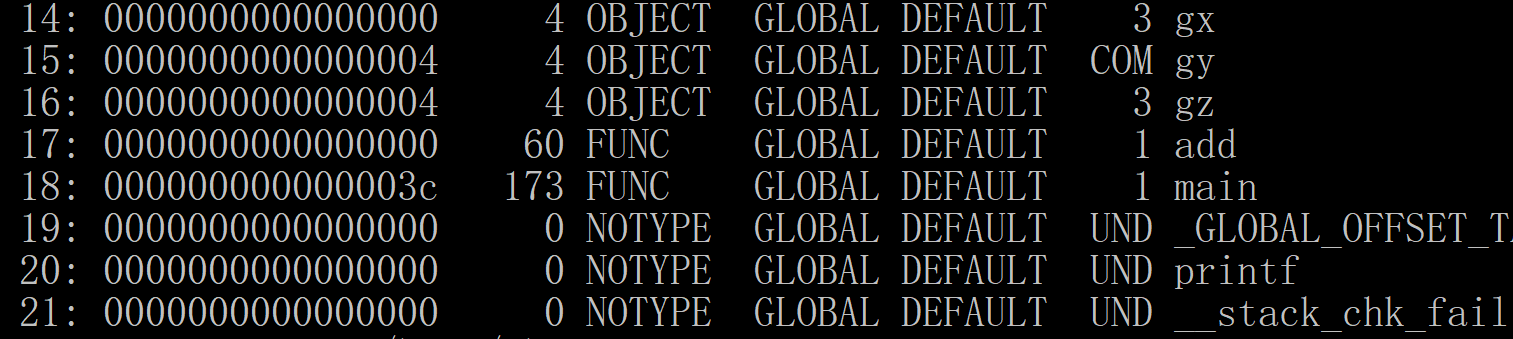 14: 0000000000000000 4 OBJECT GLOBAL DEFAULT 3 gx
15: 0000000000000004 4 OBJECT GLOBAL DEFAULT COM gy
16: 0000000000000004 4 OBJECT GLOBAL DEFAULT 3 gz
17: 0000000000000000 60 FUNC GLOBAL DEFAULT 1 add
18: 000000000000003c 173 FUNC GLOBAL DEFAULT 1 main
19: 0000000000000000 0 NOTYPE GLOBAL DEFAULT UND _GLOBAL_OFFSET_T
20: 0000000000000000 0 NOTYPE GLOBAL DEFAULT UND printf
21: 0000000000000000 0 NOTYPE GLOBAL DEFAULT UND __stack_chk_fail